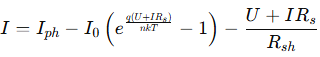 I = I_{ph} - I_0 \left( e^{\frac{q(U+IR_s)}{nkT}} - 1 \right) - \frac{U + IR_s}{R_{sh}}